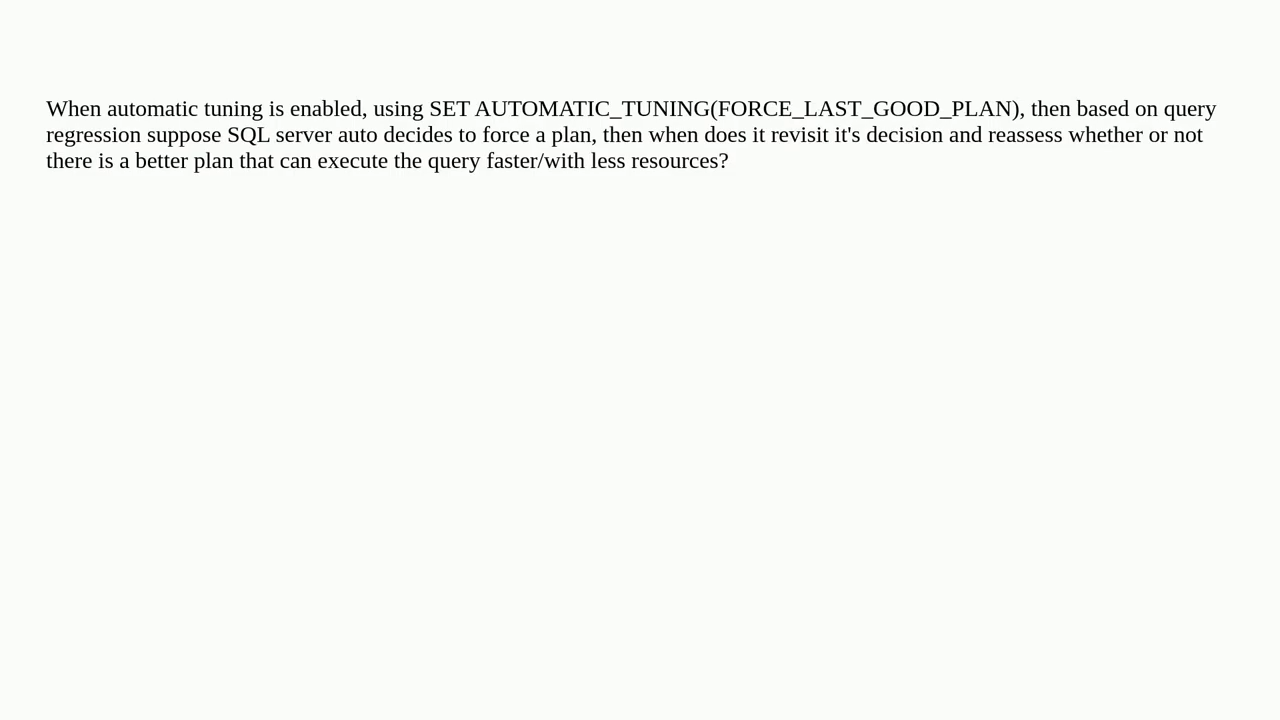 When automatic tuning is enabled, using SET AUTOMATIC_TUNING(FORCE_LAST_GOOD_PLAN), then based on query
regression suppose SQL server auto decides to force a plan, then when does it revisit it's decision and reassess whether or not
there is a better plan that can execute the query faster/with less resources?